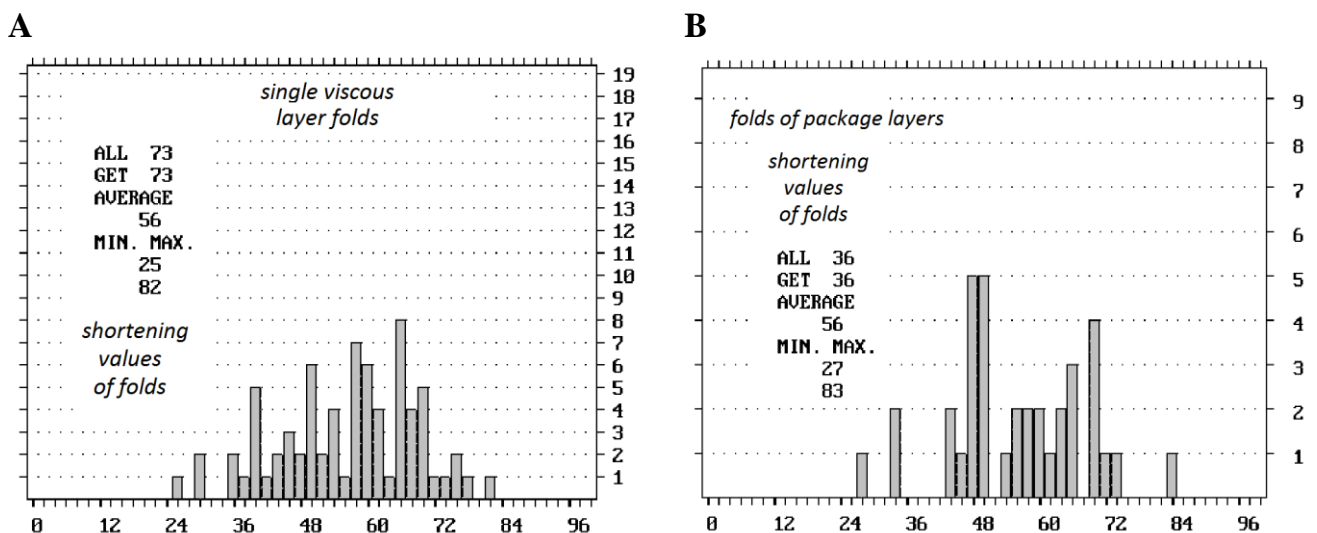 A
single viscous
layer folds
ALL 73
GET 73
AVERAGE
56
MIN. MAX.
25
82
shortening
values
of folds
19
18
17
16
15
14
13
12
11
10
9
8
7
6
5
4
3
2
1
0 12 24 36 48 60 72 84 96
B
folds of package layers
shortening
values
of folds
ALL 36
GET 36
AVERAGE
56
MIN. MAX.
27
83
9
8
7
6
5
4
3
2
1
0 12 24 36 48 60 72 84 96